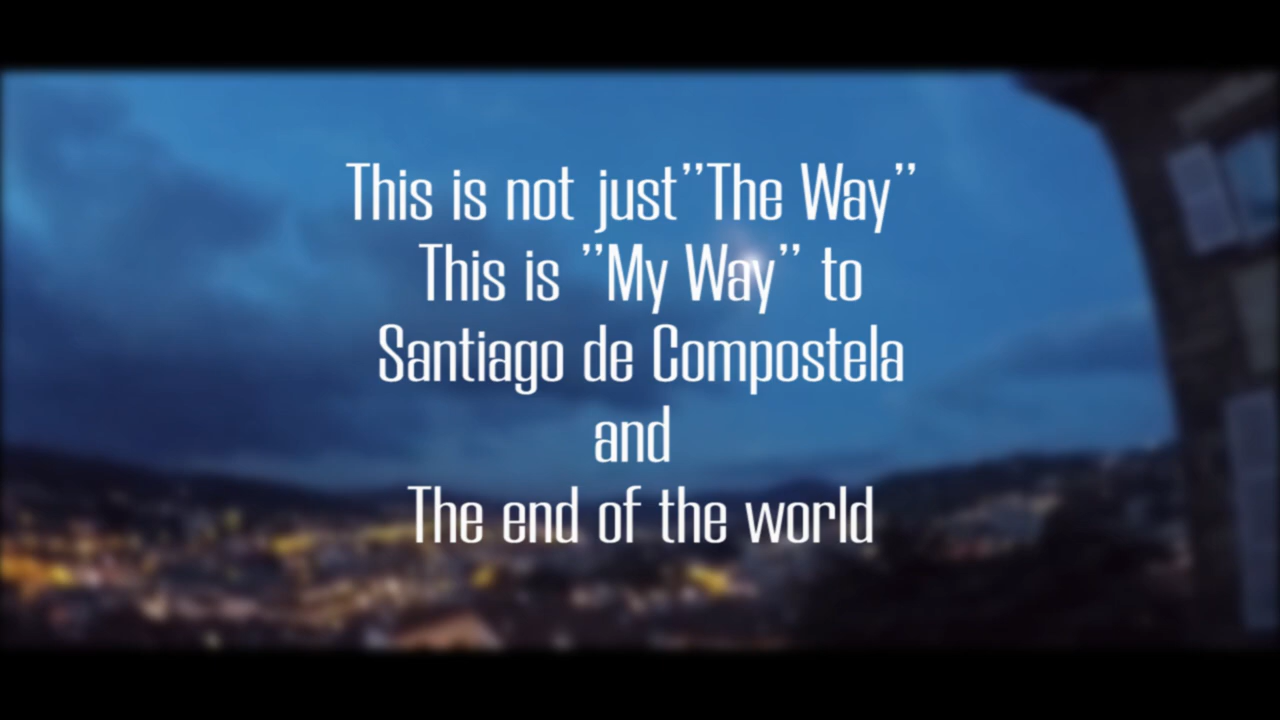 This is not just"The Way"
This is "My Way" to
Santiago de Compostela
and
The end of the world